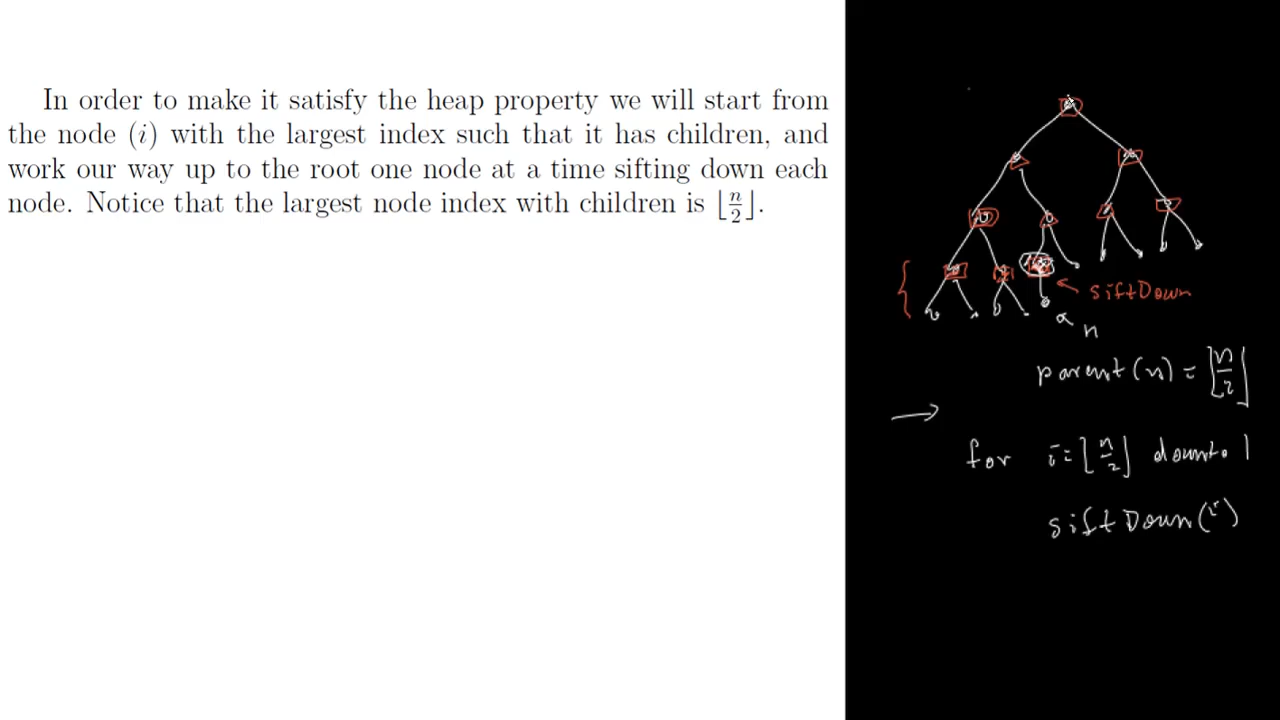 In order to make it satisfy the heap property we will start from
the node (i) with the largest index such that it has children, and
work our way up to the root one node at a time sifting down each
node. Notice that the largest node index with children is ⌊n/2⌋.
siftDown
n
parent(n) = ⌊n/2⌋
for i=⌊n/2⌋ downto 1
siftDown(i)